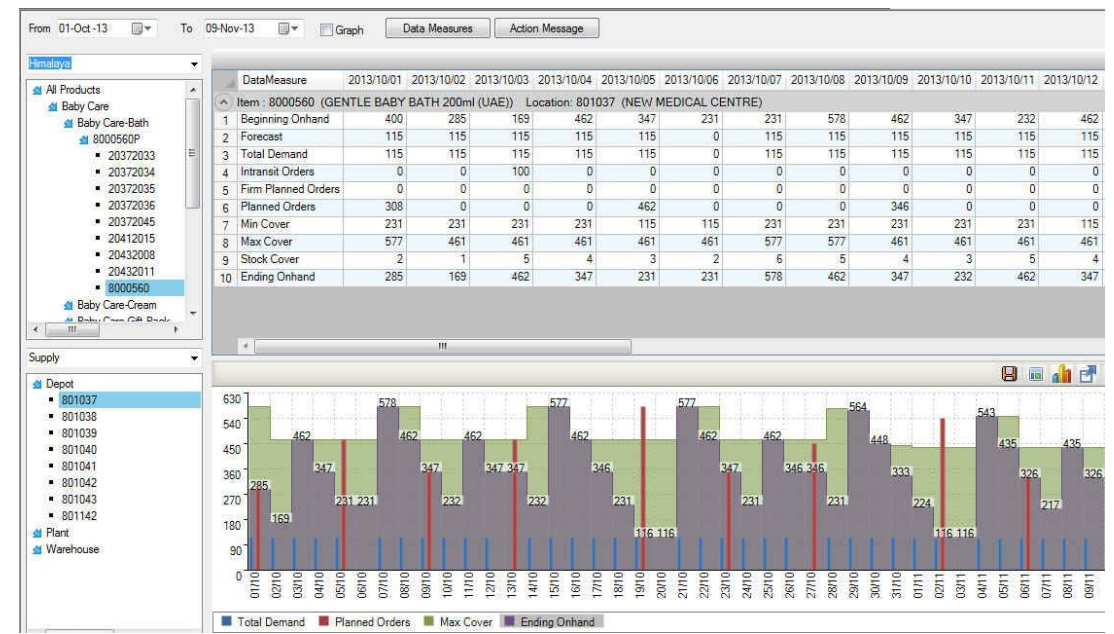 From 01-Oct -13 To 09-Nov-13 Graph Data Measures Action Message
Himalaya
All Products
Baby Care
Baby Care-Bath
8000560P
20372033
20372034
20372035
20372036
20372045
20412015
20432008
20432011
8000560
Baby Care-Cream
Baby Care Gift Pack
DataMeasure 2013/10/01 2013/10/02 2013/10/03 2013/10/04 2013/10/05 2013/10/06 2013/10/07 2013/10/08 2013/10/09 2013/10/10 2013/10/11 2013/10/12
Item : 8000560 (GENTLE BABY BATH 200ml (UAE)) Location: 801037 (NEW MEDICAL CENTRE)
1 Beginning Onhand 400 285 169 462 347 231 231 578 462 347 232 462
2 Forecast 115 115 115 115 115 0 115 115 115 115 115 115
3 Total Demand 115 115 115 115 115 0 115 115 115 115 115 115
4 Intransit Orders 0 0 100 0 0 0 0 0 0 0 0 0
5 Firm Planned Orders 0 0 0 0 0 0 0 0 0 0 0 0
6 Planned Orders 308 0 0 0 462 0 0 0 346 0 0 0
7 Min Cover 231 231 231 231 115 115 231 231 231 231 231 115
8 Max Cover 577 461 461 461 461 461 577 577 461 461 461 461
9 Stock Cover 2 1 5 4 3 2 6 5 4 3 5 4
10 Ending Onhand 285 169 462 347 231 231 578 462 347 232 462 347
Supply
Depot
801037
801038
801039
801040
801041
801042
801043
801142
Plant
Warehouse
630
540
450
360
270
180
90
0
285 169 462 347 231 231 578 462 347 232 462 347 347 232 577 462 346 231 116 116 577 462 347 231 462 346 346 231 564 448 333 224 116 116 543 435 326 217 435 326
01/10 02/10 03/10 04/10 05/10 06/10 07/10 08/10 09/10 10/10 11/10 12/10 13/10 14/10 15/10 16/10 17/10 18/10 19/10 20/10 21/10 22/10 23/10 24/10 25/10 26/10 27/10 28/10 29/10 30/10 31/10 01/11 02/11 03/11 04/11 05/11 06/11 07/11 08/11 09/11
Total Demand Planned Orders Max Cover Ending Onhand